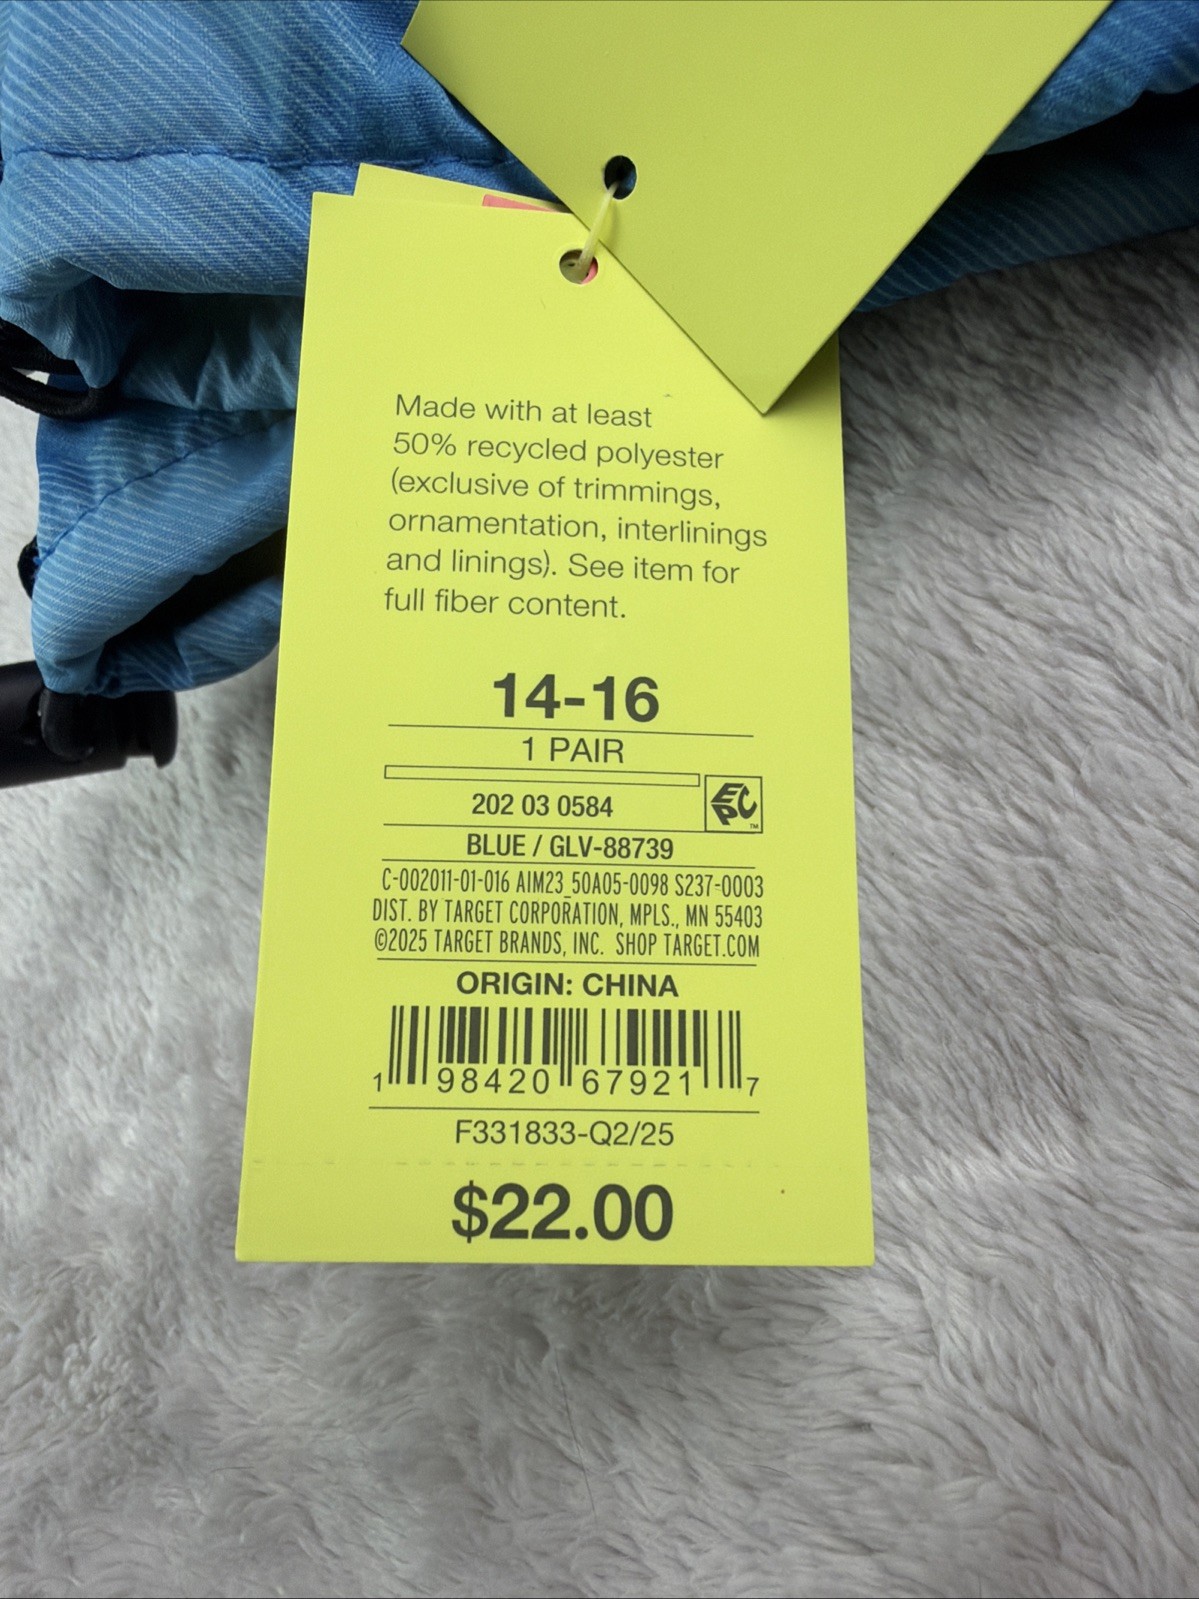 Made with at least
50% recycled polyester
(exclusive of trimmings,
ornamentation, interlinings
and linings). See item for
full fiber content.
14-16
1 PAIR
202 03 0584
EPC™
BLUE / GLV-88739
C-002011-01-016 AIM23_50A05-0098 S237-0003
DIST. BY TARGET CORPORATION, MPLS., MN 55403
©2025 TARGET BRANDS, INC. SHOP TARGET.COM
ORIGIN: CHINA
1 98420 67921 7
F331833-Q2/25
$22.00